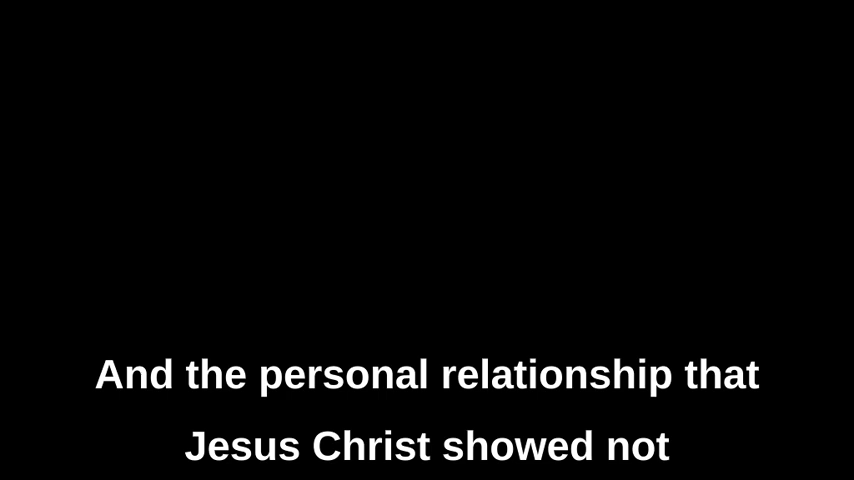 And the personal relationship that
Jesus Christ showed not